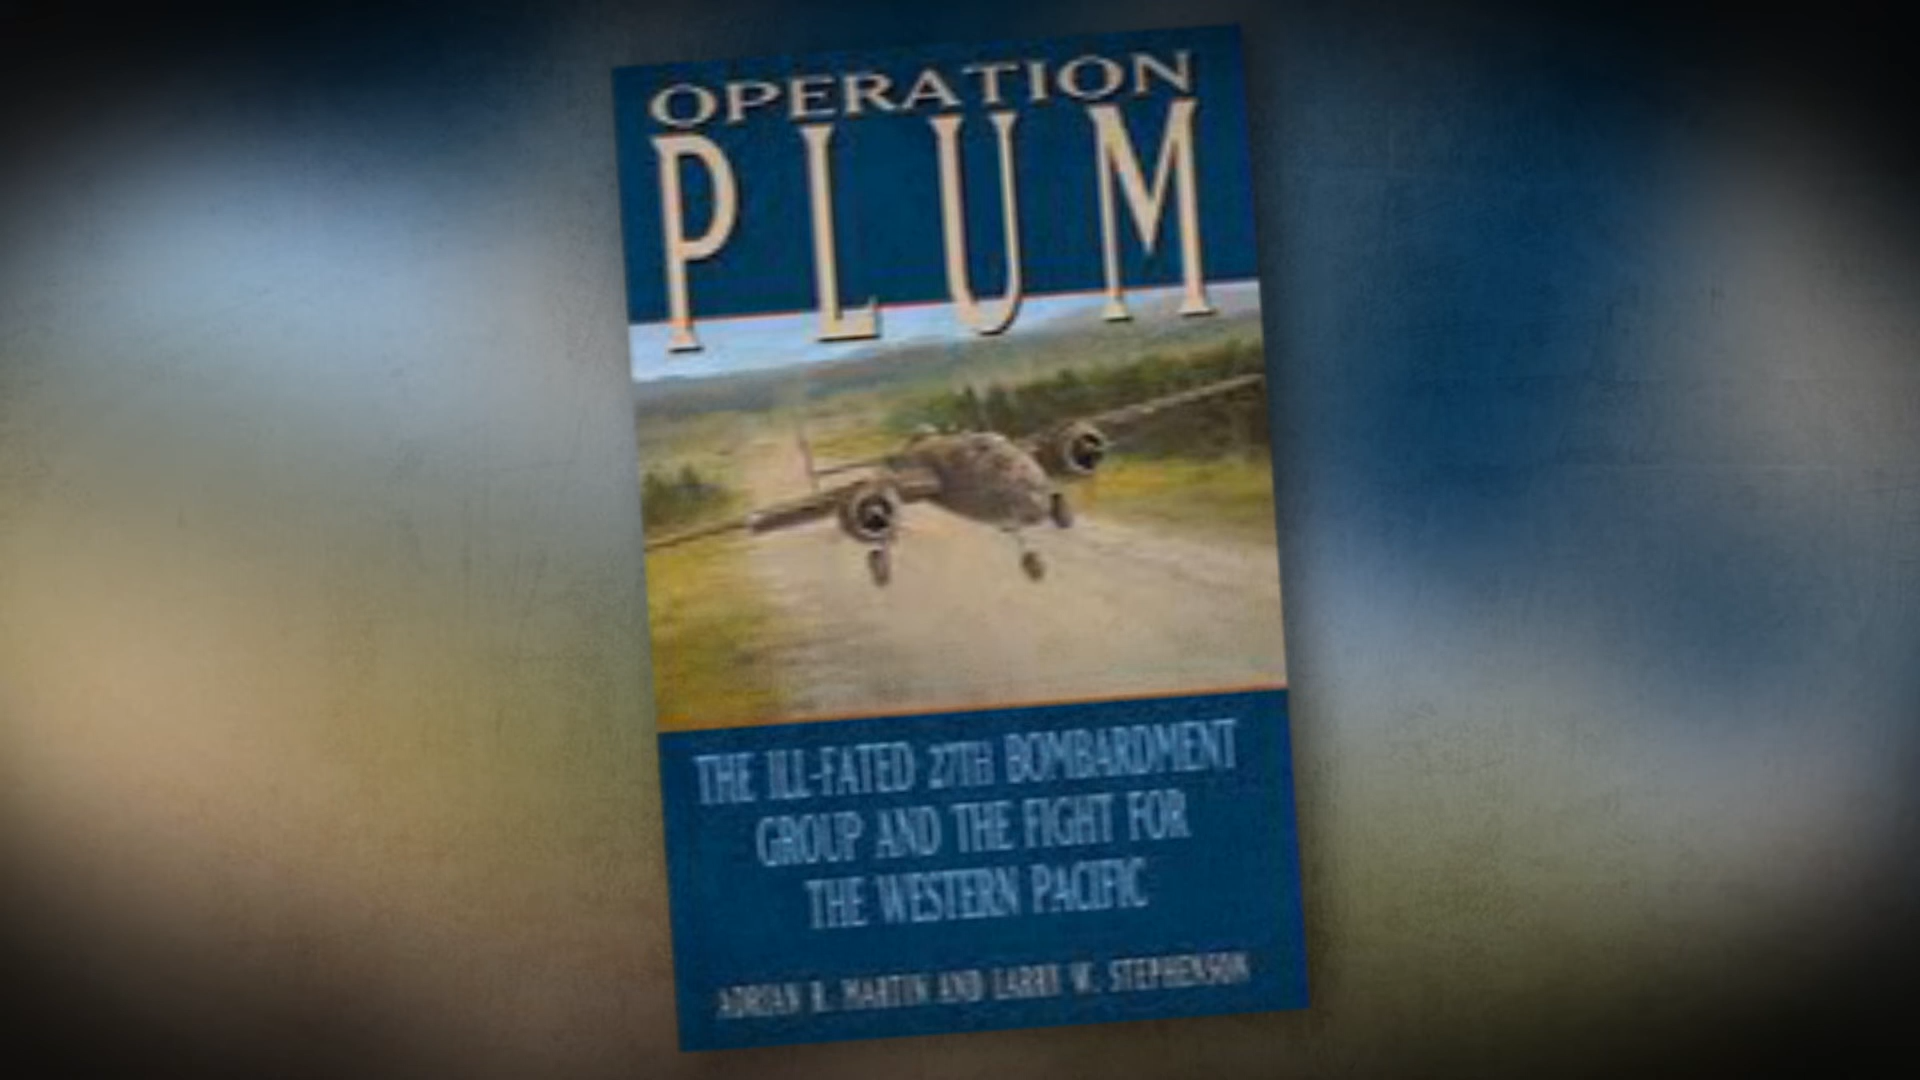 OPERATION
PLUM
THE ILL-FATED 27TH BOMBARDMENT
GROUP AND THE FIGHT FOR
THE WESTERN PACIFIC
ADRIAN R. MARTIN AND LARRY W. STEPHENSON